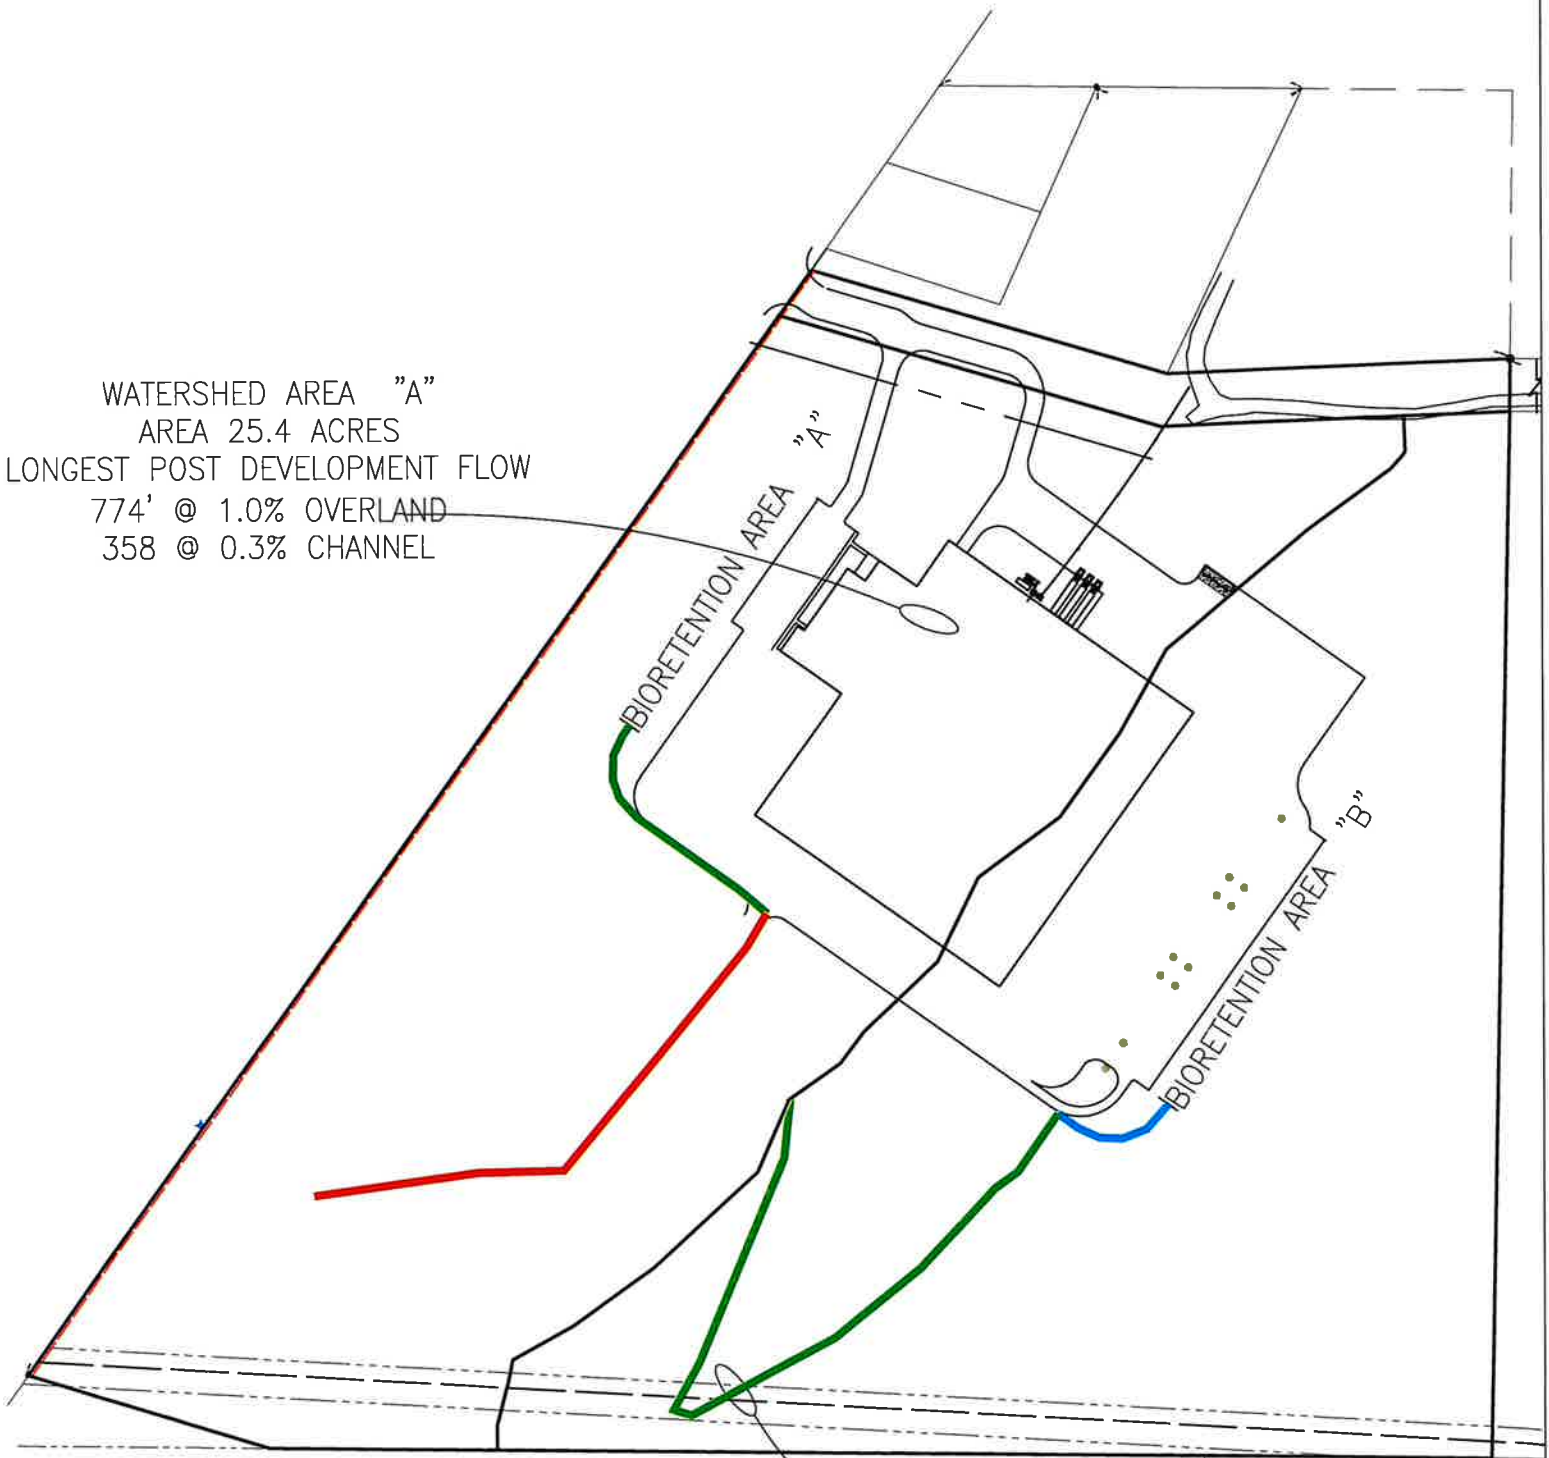 WATERSHED AREA "A"
AREA 25.4 ACRES
LONGEST POST DEVELOPMENT FLOW
774' @ 1.0% OVERLAND
358 @ 0.3% CHANNEL
BIORETENTION AREA "A"
BIORETENTION AREA "B"